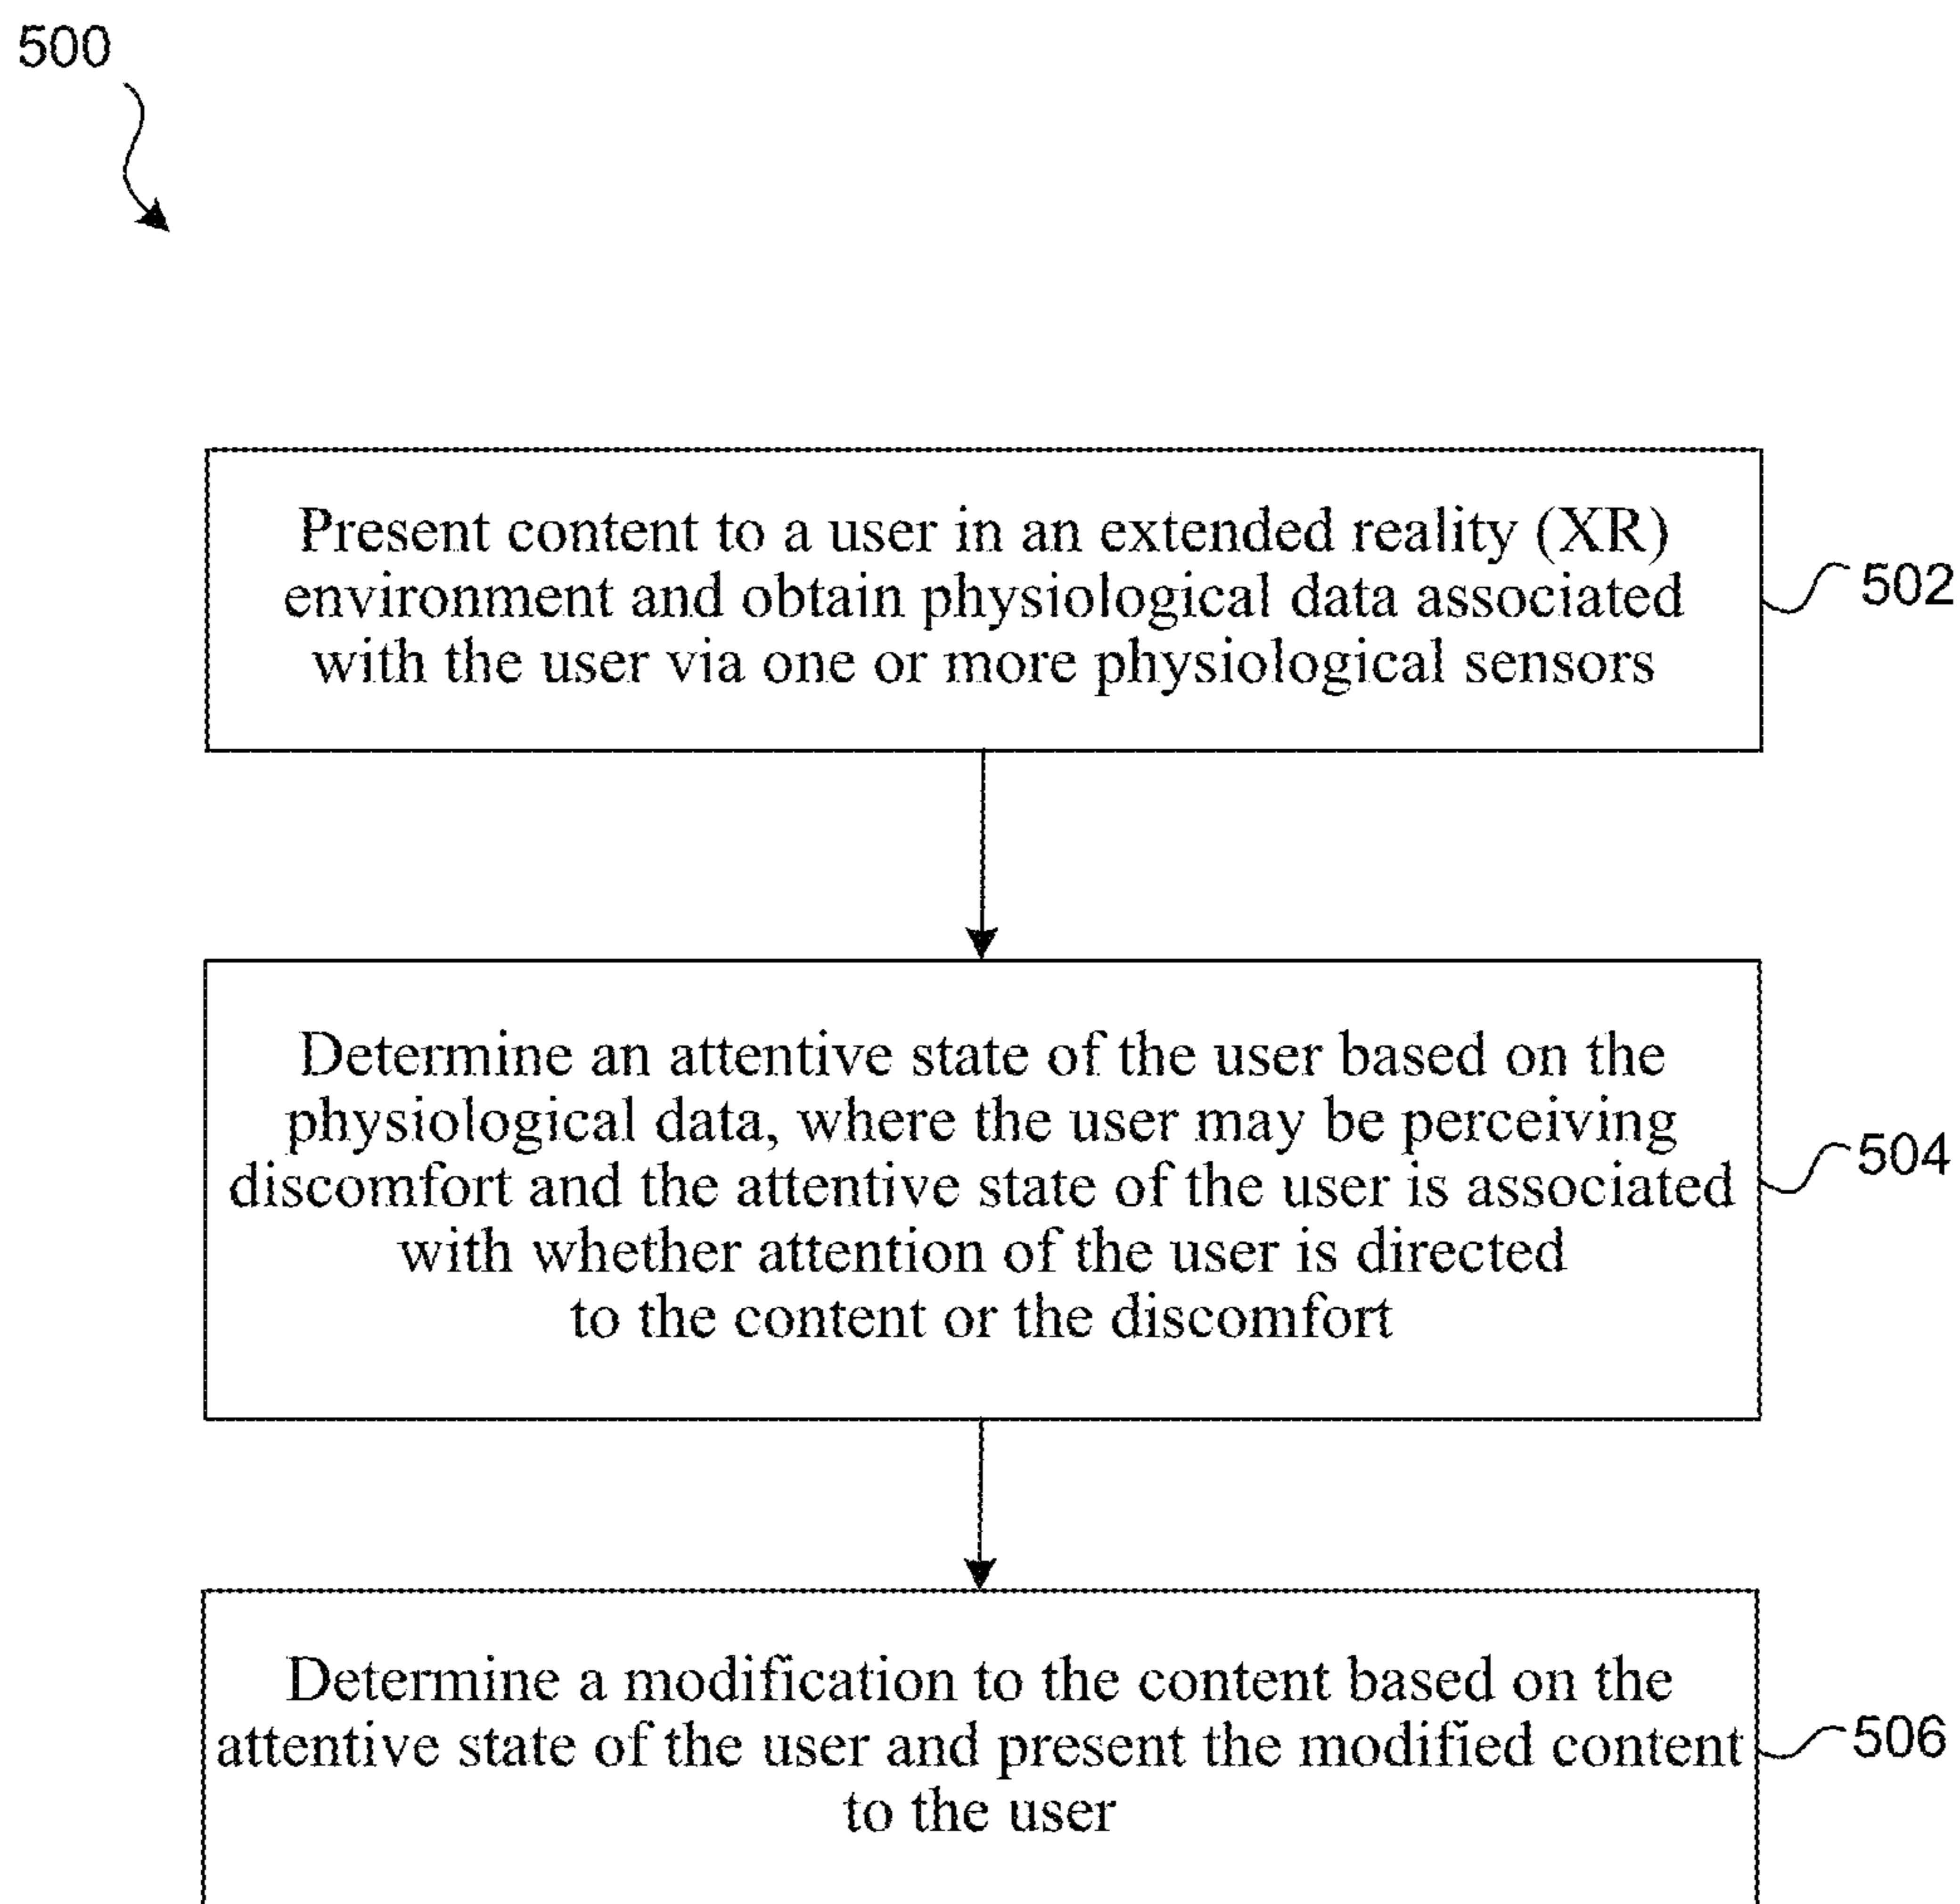 500
Present content to a user in an extended reality (XR)
environment and obtain physiological data associated
with the user via one or more physiological sensors
502
Determine an attentive state of the user based on the
physiological data, where the user may be perceiving
discomfort and the attentive state of the user is associated
with whether attention of the user is directed
to the content or the discomfort
504
Determine a modification to the content based on the
attentive state of the user and present the modified content
to the user
506